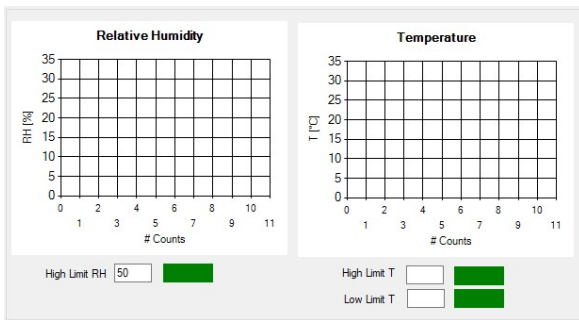 Relative Humidity
35
30
25
20
15
10
5
0
RH [%]
0 2 4 6 8 10
1 3 5 7 9 11
# Counts
High Limit RH 50
Temperature
35
30
25
20
15
10
5
0
T [°C]
0 2 4 6 8 10
1 3 5 7 9 11
# Counts
High Limit T
Low Limit T